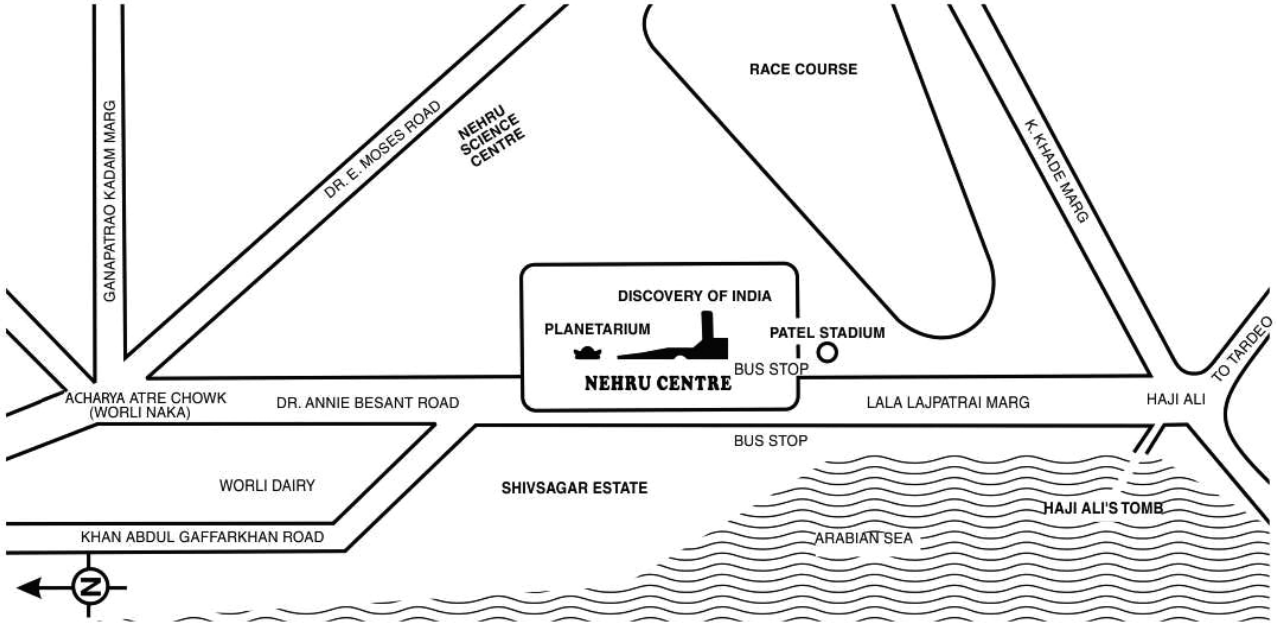 RACE COURSE
GANAPATRAO KADAM MARG
DR. E. MOSES ROAD
NEHRU
SCIENCE
CENTRE
K. KHADE MARG
DISCOVERY OF INDIA
PLANETARIUM
PATEL STADIUM
BUS STOP
NEHRU CENTRE
TO TARDEO
ACHARYA ATRE CHOWK
(WORLI NAKA)
DR. ANNIE BESANT ROAD
LALA LAJPATRAI MARG
HAJI ALI
BUS STOP
WORLI DAIRY
SHIVSAGAR ESTATE
HAJI ALI'S TOMB
KHAN ABDUL GAFFARKHAN ROAD
ARABIAN SEA
N